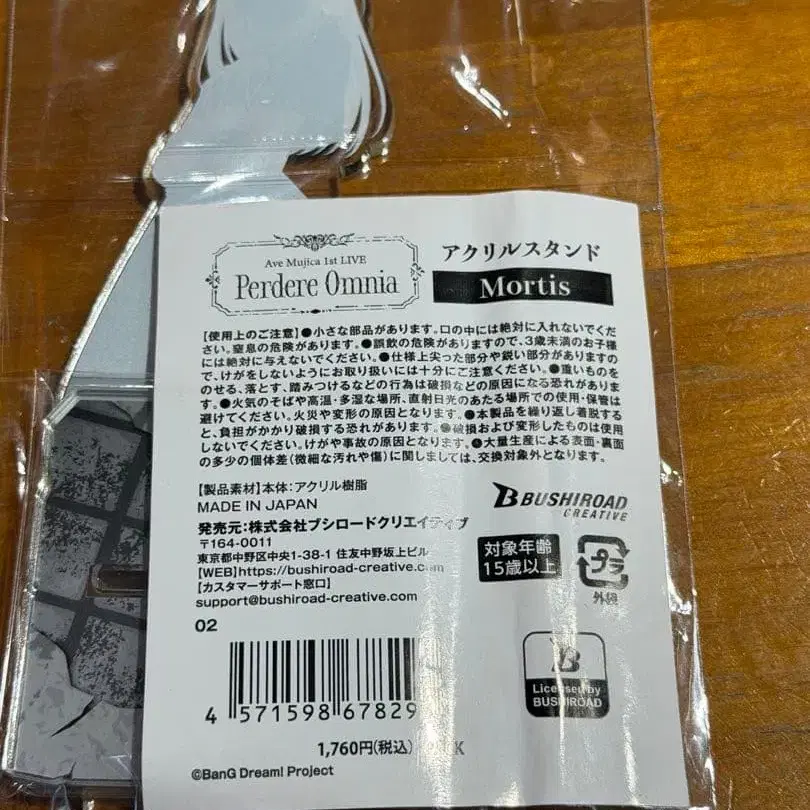 Ave Mujica 1st LIVE
Perdere Omnia
アクリルスタンド
Mortis
【使用上のご注意】●小さな部品があります。口の中には絶対に入れないでくだ
さい。窒息の危険があります。●誤飲の危険がありますので、3歳未満のお子様
には絶対に与えないでください。●仕様上尖った部分や鋭い部分がありますの
で、けがをしないようにお取り扱いには十分にご注意ください。●重いものを
のせる、落とす、踏みつけるなどの行為は破損などの原因になる恐れがありま
す。●火気のそばや高温・多湿な場所、直射日光のあたる場所での使用・保管は
避けてください。火災や変形の原因となります。●本製品を繰り返し着脱する
と、負担がかかり破損する恐れがあります。●破損および変形したものは使用
しないでください。けがや事故の原因となります。●大量生産による表面・裏面
の多少の個体差(微細な汚れや傷)に関しましては、交換対象外となります。
【製品素材】本体:アクリル樹脂
MADE IN JAPAN
発売元:株式会社ブシロードクリエイティブ
〒164-0011
東京都中野区中央1-38-1 住友中野坂上ビル
【WEB】https://bushiroad-creative.com
【カスタマーサポート窓口】
support@bushiroad-creative.com
BUSHIROAD
CREATIVE
対象年齢
15歳以上
プラ
外袋
02
4 571598 67829
Licensed by
BUSHIROAD
1,760円(税込)
©BanG Dream! Project